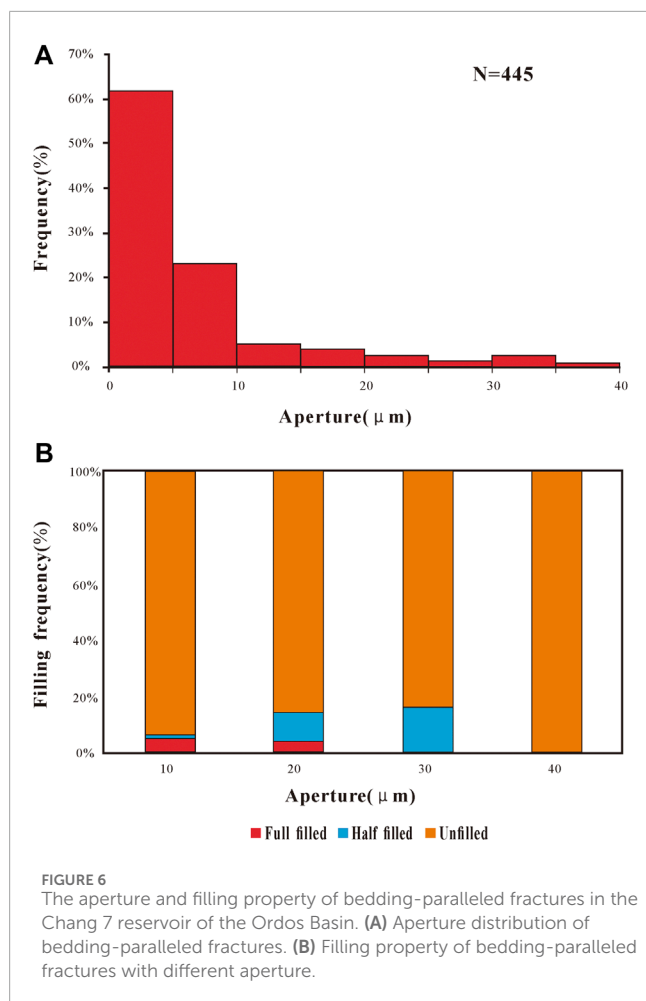 A
N=445
70%
60%
50%
40%
30%
20%
10%
0%
Frequency(%)
0 10 20 30 40
Aperture(μm)
B
100%
80%
60%
40%
20%
0%
Filling frequency(%)
10 20 30 40
Aperture(μm)
Full filled Half filled Unfilled
FIGURE 6
The aperture and filling property of bedding-paralleled fractures in the
Chang 7 reservoir of the Ordos Basin. (A) Aperture distribution of
bedding-paralleled fractures. (B) Filling property of bedding-paralleled
fractures with different aperture.